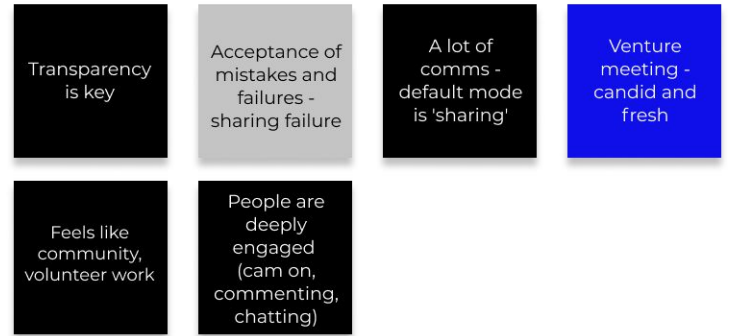 Transparency
is key
Acceptance of
mistakes and
failures -
sharing failure
A lot of
comms -
default mode
is 'sharing'
Venture
meeting -
candid and
fresh
Feels like
community,
volunteer work
People are
deeply
engaged
(cam on,
commenting,
chatting)